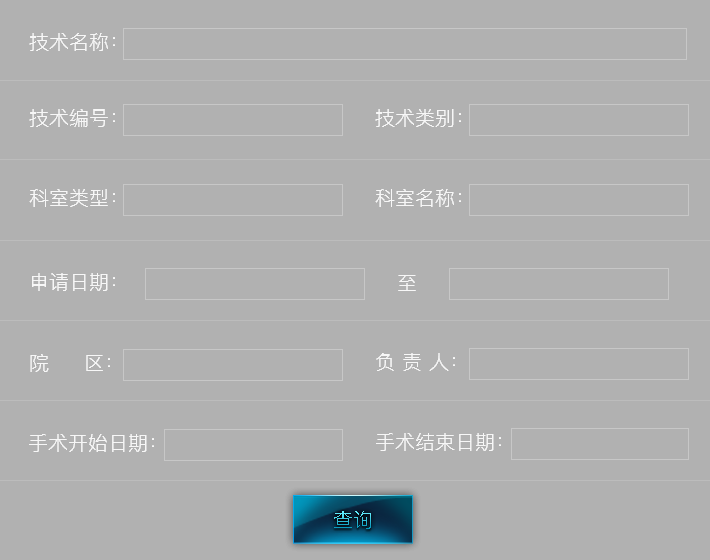 技术名称：
技术编号： 技术类别：
科室类型： 科室名称：
申请日期： 至
院 区： 负 责 人：
手术开始日期： 手术结束日期：
查询